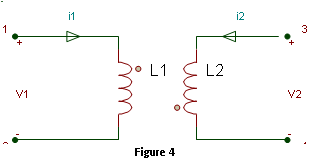 i1 i2
1 3
+ +
L1 L2
V1 V2
- -
Figure 4